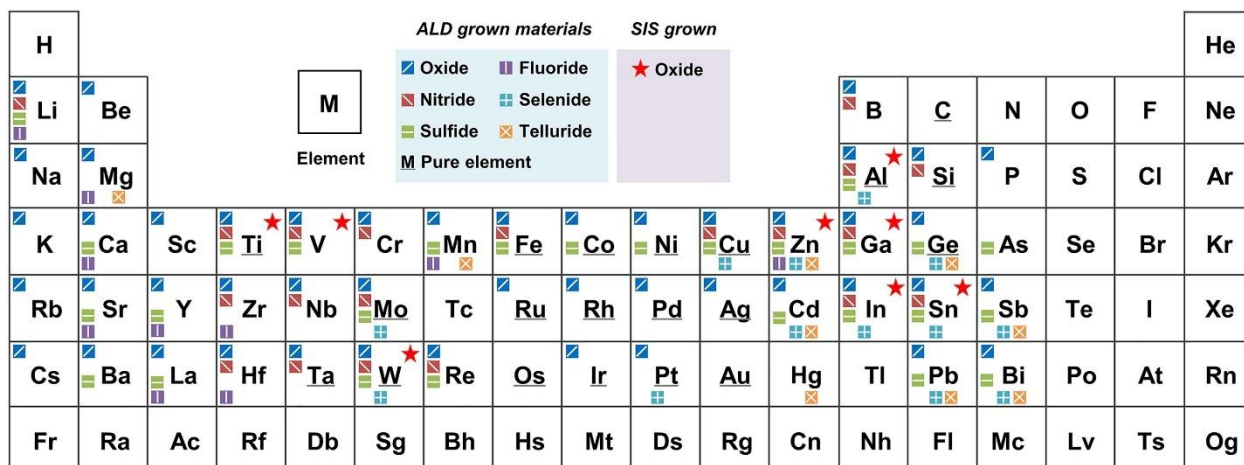 ALD grown materials SIS grown
H He
Oxide Fluoride Oxide
Li Be M Nitride Selenide B C N O F Ne
Sulfide Telluride
Element M Pure element
Na Mg Al Si P S Cl Ar
K Ca Sc Ti V Cr Mn Fe Co Ni Cu Zn Ga Ge As Se Br Kr
Rb Sr Y Zr Nb Mo Tc Ru Rh Pd Ag Cd In Sn Sb Te I Xe
Cs Ba La Hf Ta W Re Os Ir Pt Au Hg Tl Pb Bi Po At Rn
Fr Ra Ac Rf Db Sg Bh Hs Mt Ds Rg Cn Nh Fl Mc Lv Ts Og